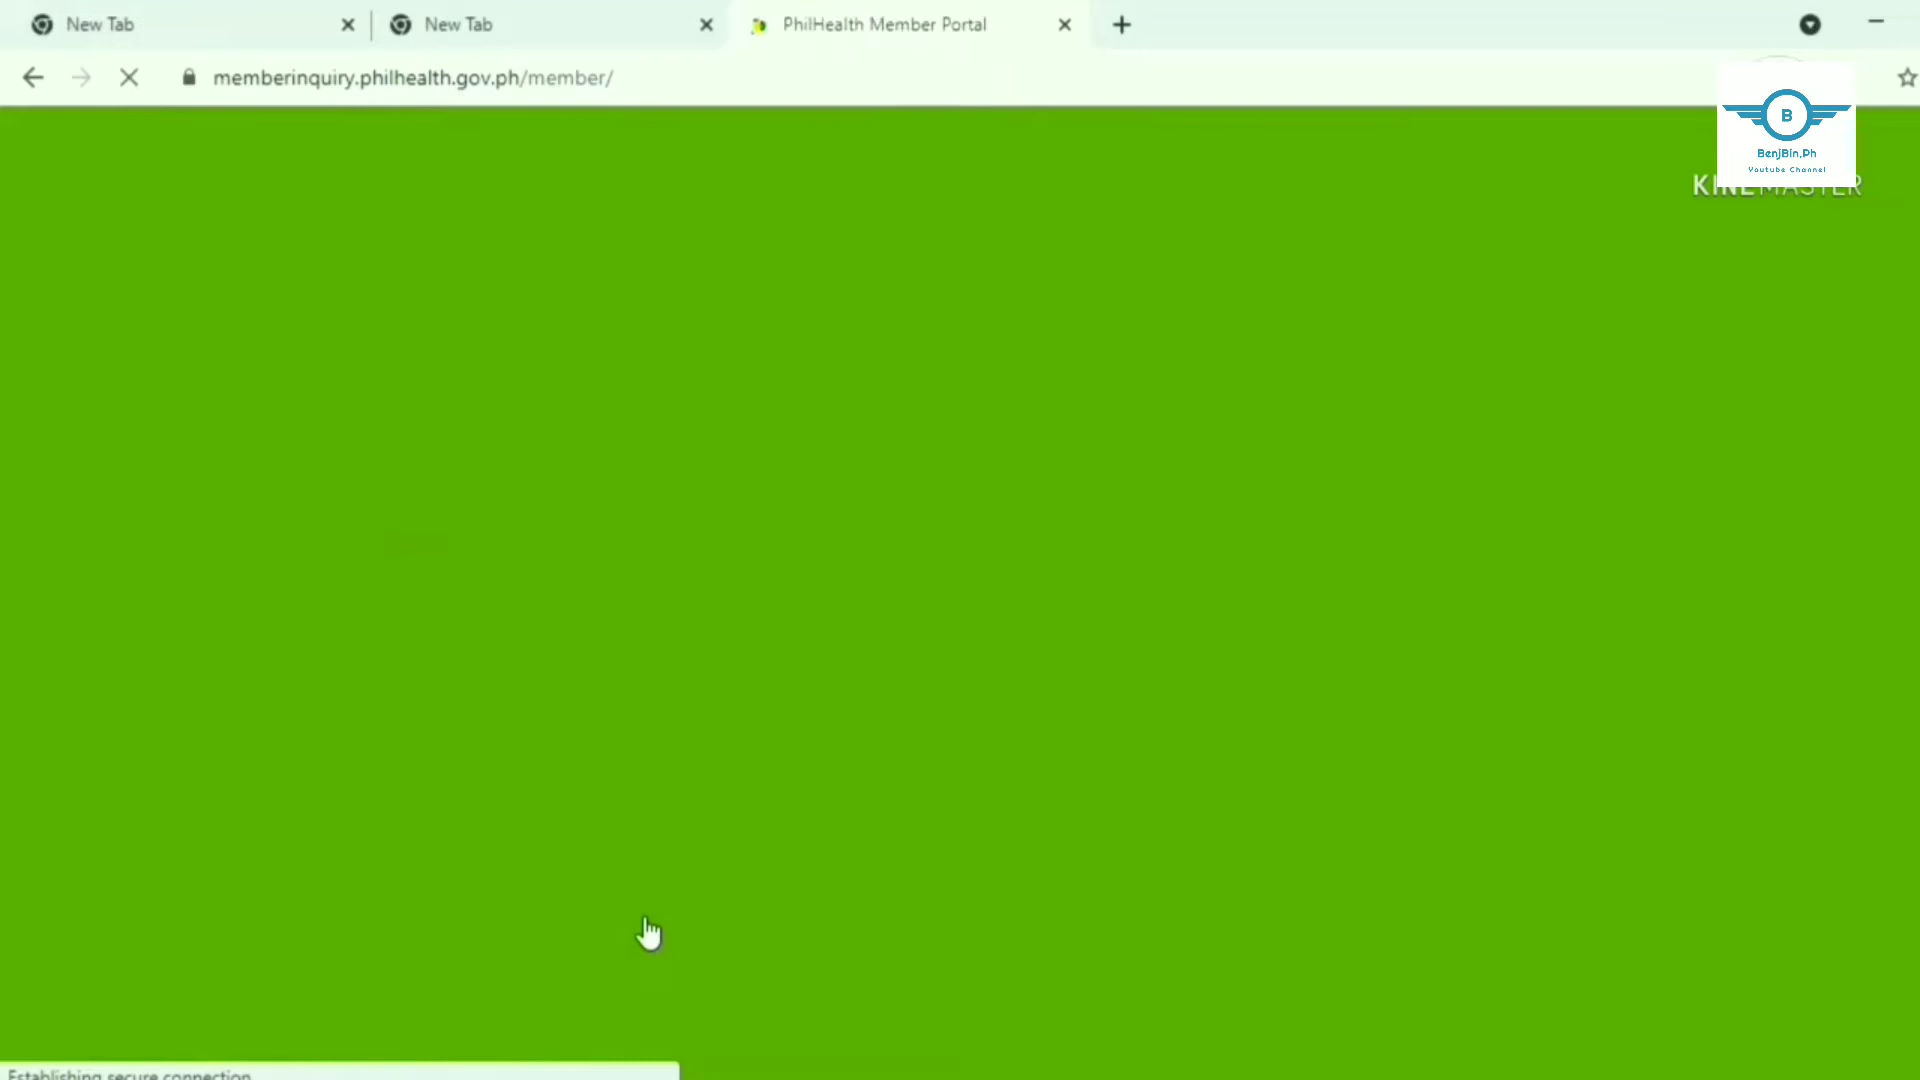 New Tab
New Tab
PhilHealth Member Portal
memberinquiry.philhealth.gov.ph/member/
B
BenjBin.Ph
Youtube Channel
KINEMASTER
Establishing secure connection